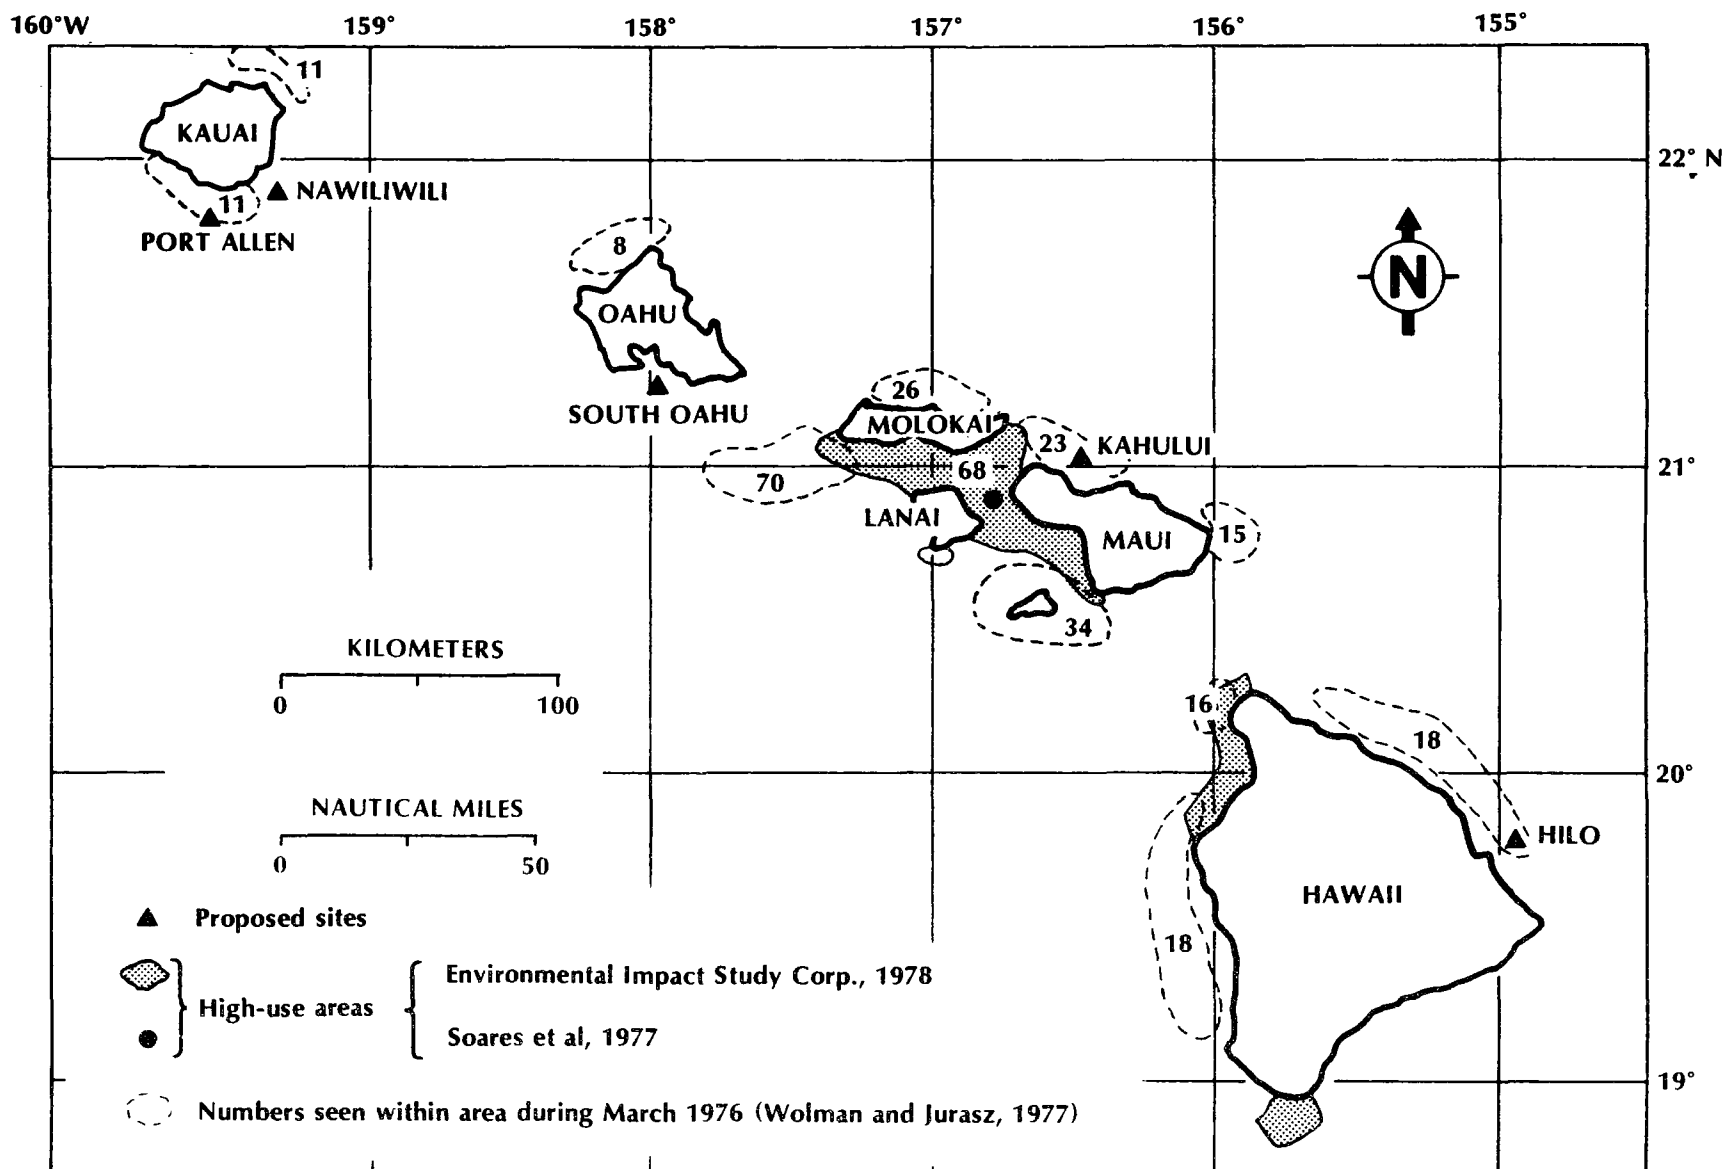 160°W 159° 158° 157° 156° 155°
11
KAUAI
22° N
11
NAWILIWILI
PORT ALLEN
8
N
OAHU
SOUTH OAHU
26
MOLOKAI
23
KAHULUI
68
21°
70
LANAI
MAUI
15
34
KILOMETERS
0 100
16
18
20°
NAUTICAL MILES
0 50
HILO
HAWAII
18
Proposed sites
Environmental Impact Study Corp., 1978
High-use areas
Soares et al, 1977
19°
Numbers seen within area during March 1976 (Wolman and Jurasz, 1977)